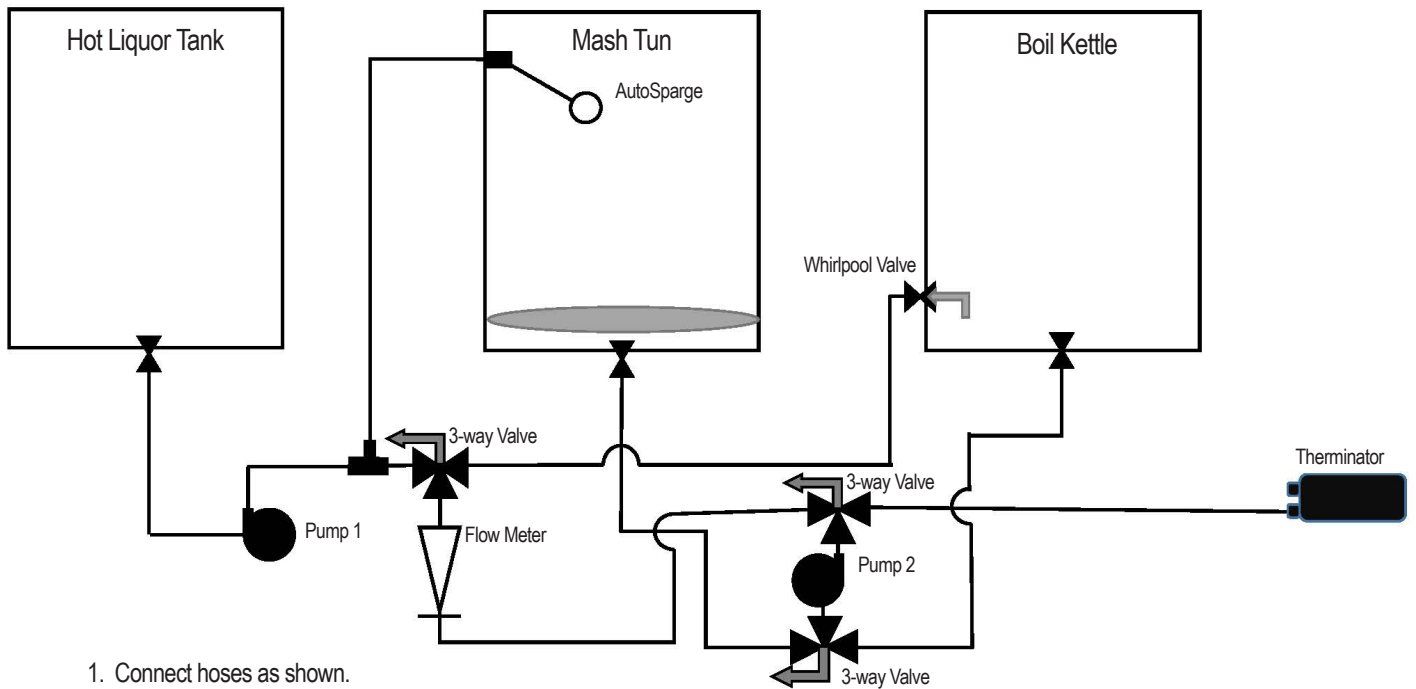 Hot Liquor Tank
Mash Tun
Boil Kettle
AutoSparge
Whirlpool Valve
3-way Valve
Therminator
3-way Valve
Pump 1
Flow Meter
Pump 2
1. Connect hoses as shown.
3-way Valve